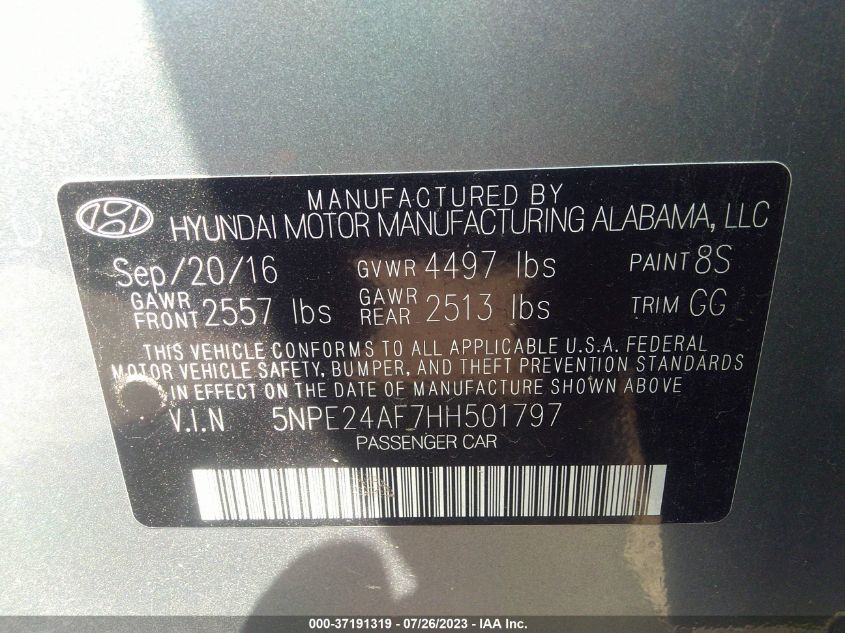 MANUFACTURED BY
HYUNDAI MOTOR MANUFACTURING ALABAMA, LLC
Sep/20/16 GVWR 4497 lbs PAINT 8S
GAWR FRONT 2557 lbs GAWR REAR 2513 lbs TRIM GG
THIS VEHICLE CONFORMS TO ALL APPLICABLE U.S.A. FEDERAL
MOTOR VEHICLE SAFETY, BUMPER, AND THEFT PREVENTION STANDARDS
IN EFFECT ON THE DATE OF MANUFACTURE SHOWN ABOVE
V.I.N 5NPE24AF7HH501797
PASSENGER CAR
000-37191319 / 07/26/2023 - IAA Inc.